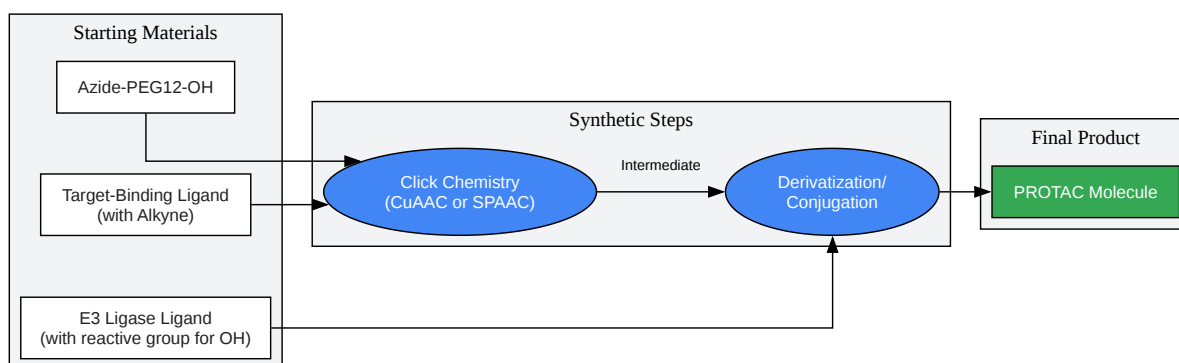 Starting Materials
Azide-PEG12-OH
Target-Binding Ligand
(with Alkyne)
E3 Ligase Ligand
(with reactive group for OH)
Synthetic Steps
Click Chemistry
(CuAAC or SPAAC)
Intermediate
Derivatization/
Conjugation
Final Product
PROTAC Molecule